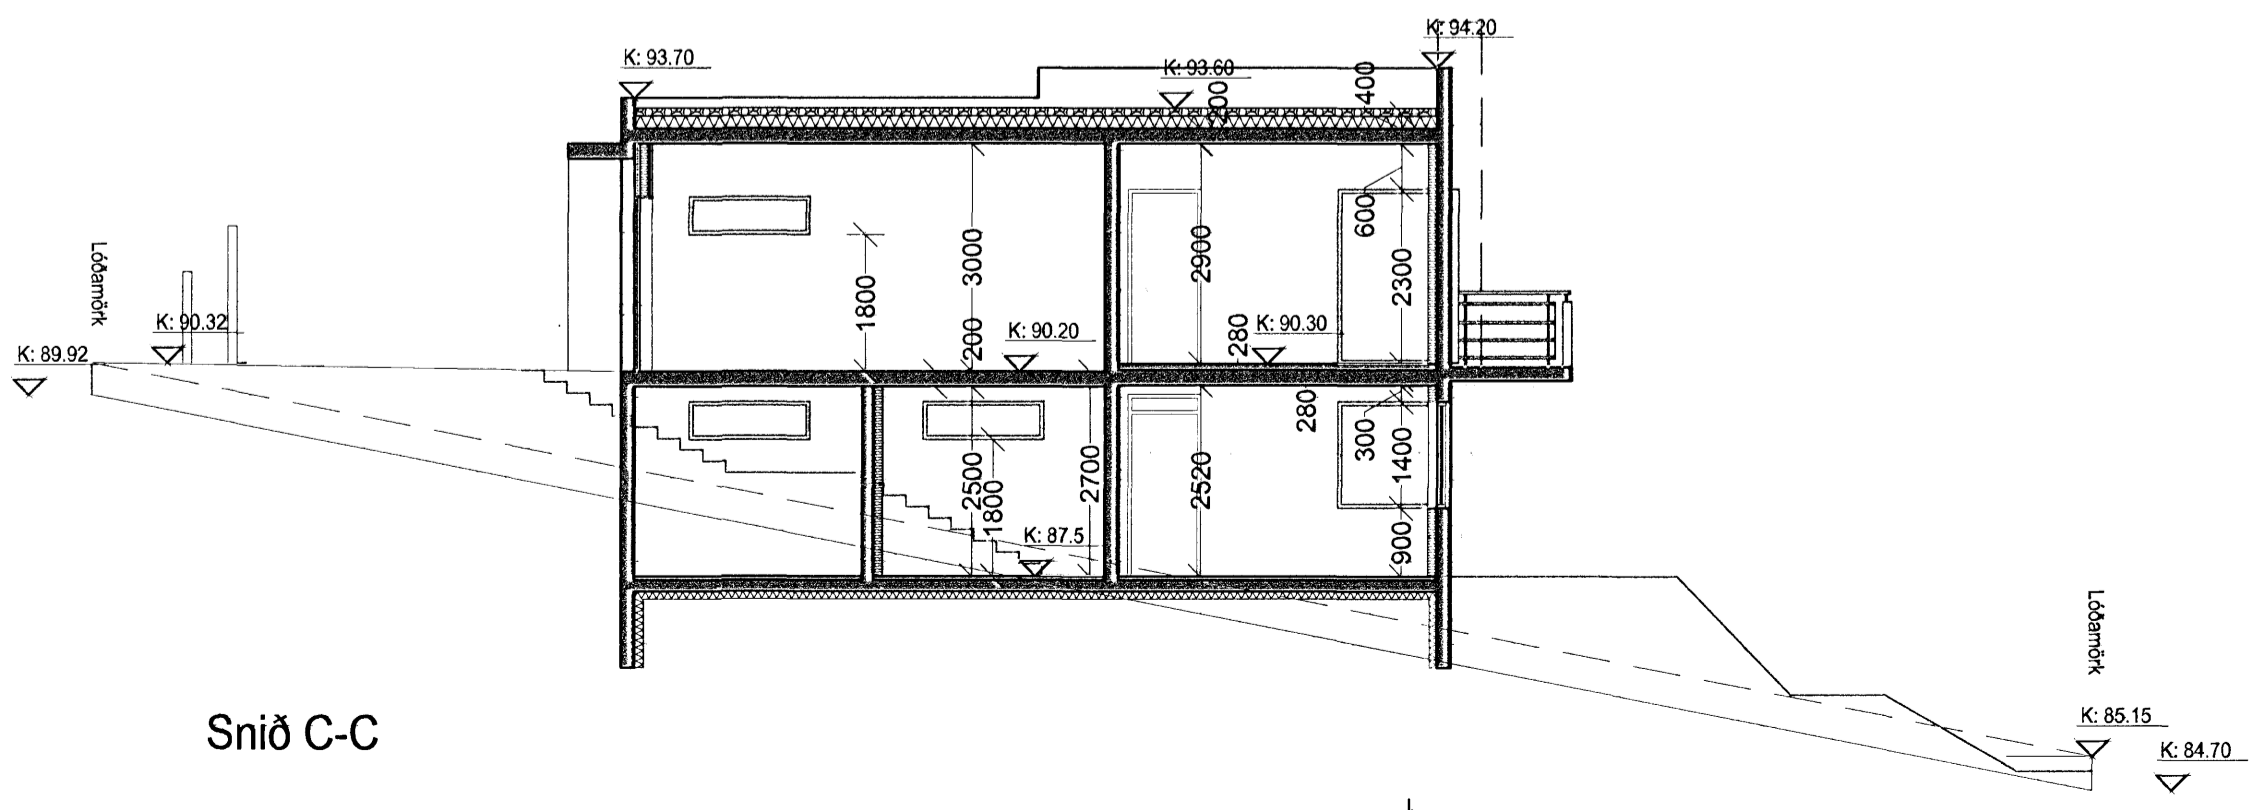 K: 94.20
K: 93.70
K: 93.60
200
400
3000
2900
600
2300
1800
200
280
Lóðamörk
K: 90.32
K: 89.92
K: 90.20
K: 90.30
280
300
1400
2500
1800
2700
2520
900
K: 87.5
Lóðamörk
K: 85.15
K: 84.70
Snið C-C